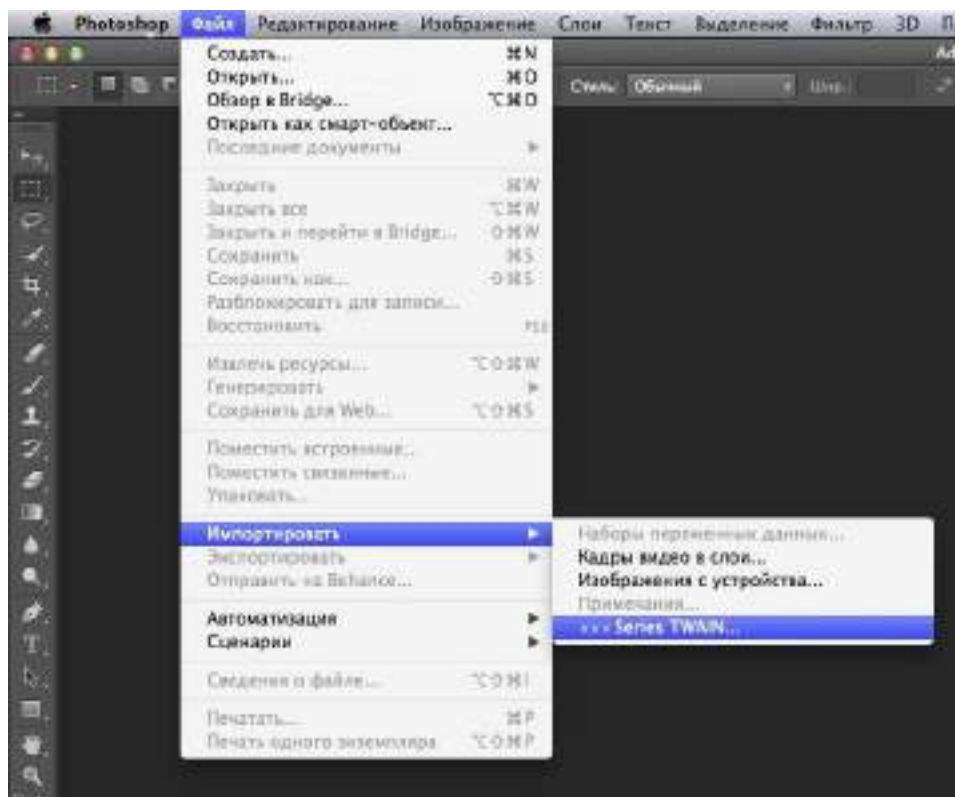 Photoshop Файл Редактирование Изображение Слои Текст Выделение Фильтр 3D
Стиль: Обычный
Создать... ⌘N
Открыть... ⌘O
Обзор в Bridge... ⌥⌘O
Открыть как смарт-объект...
Последние документы
Закрыть ⌘W
Закрыть все ⌥⌘W
Закрыть и перейти в Bridge... ⇧⌘W
Сохранить ⌘S
Сохранить как... ⇧⌘S
Разблокировать для записи...
Восстановить F12
Извлечь ресурсы... ⌥⇧⌘W
Генерировать
Сохранить для Web... ⌥⇧⌘S
Поместить встроенные...
Поместить связанные...
Упаковать...
Импортировать
Наборы переменных данных...
Экспортировать
Кадры видео в слои...
Отправить на Behance...
Изображения с устройства...
Примечания...
Автоматизация
××× Series TWAIN...
Сценарии
Сведения о файле... ⌥⇧⌘I
Печатать... ⌘P
Печать одного экземпляра ⌥⇧⌘P